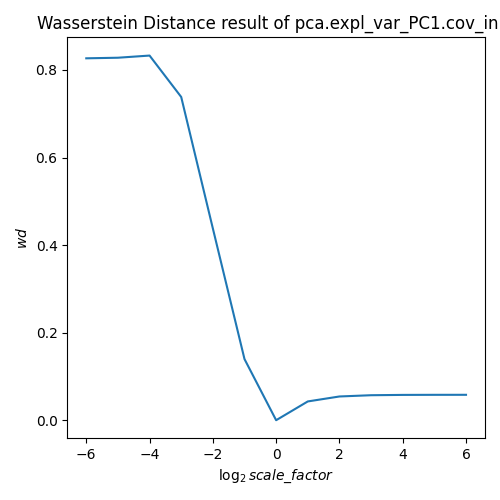 Wasserstein Distance result of pca.expl_var_PC1.cov_in
0.8
0.6
0.4
0.2
0.0
wd
−6 −4 −2 0 2 4 6
log₂ scale_factor